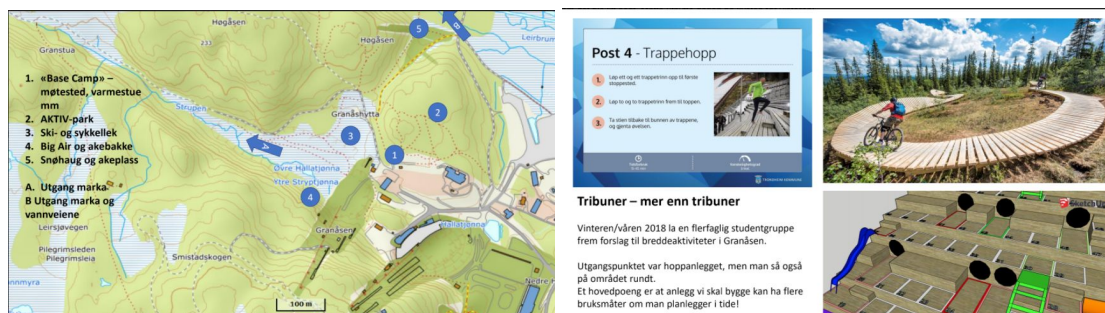 Høgåsen
233
Granstua
Høgåsen
5
B
1. «Base Camp» –
møtested, varmestue
mm
2. AKTIV-park
3. Ski- og sykkellek
4. Big Air og akebakke
5. Snøhaug og akeplass
A. Utgang marka
B Utgang marka og
vannveiene
Strupen
Granåshytta
2
3
1
A
Øvre Hallatjønna
4
Granåsen
Hallatjønna
Leirsjøvegen
Pilegrimsleden
Pilegrimsleia
Smistadskogen
100 m
Post 4 - Trappehopp
1. Løp ett og ett trappetrinn opp til første
stoppested.
2. Løp to og to trappetrinn frem til toppen.
3. Ta stien tilbake til bunnen av trappene,
og gjenta øvelsen.
TRONDHEIM KOMMUNE
Tribuner – mer enn tribuner
Vinteren/våren 2018 la en flerfaglig studentgruppe
frem forslag til breddeaktiviteter i Granåsen.
Utgangspunktet var hoppanlegget, men man så også
på området rundt.
Et hovedpoeng er at anlegg vi skal bygge kan ha flere
bruksmåter om man planlegger i tide!
SketchUp